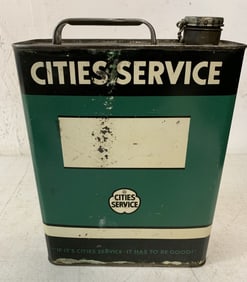 CITIES SERVICE
CITIES
SERVICE
"IF IT'S CITIES SERVICE-IT HAS TO BE GOOD!"